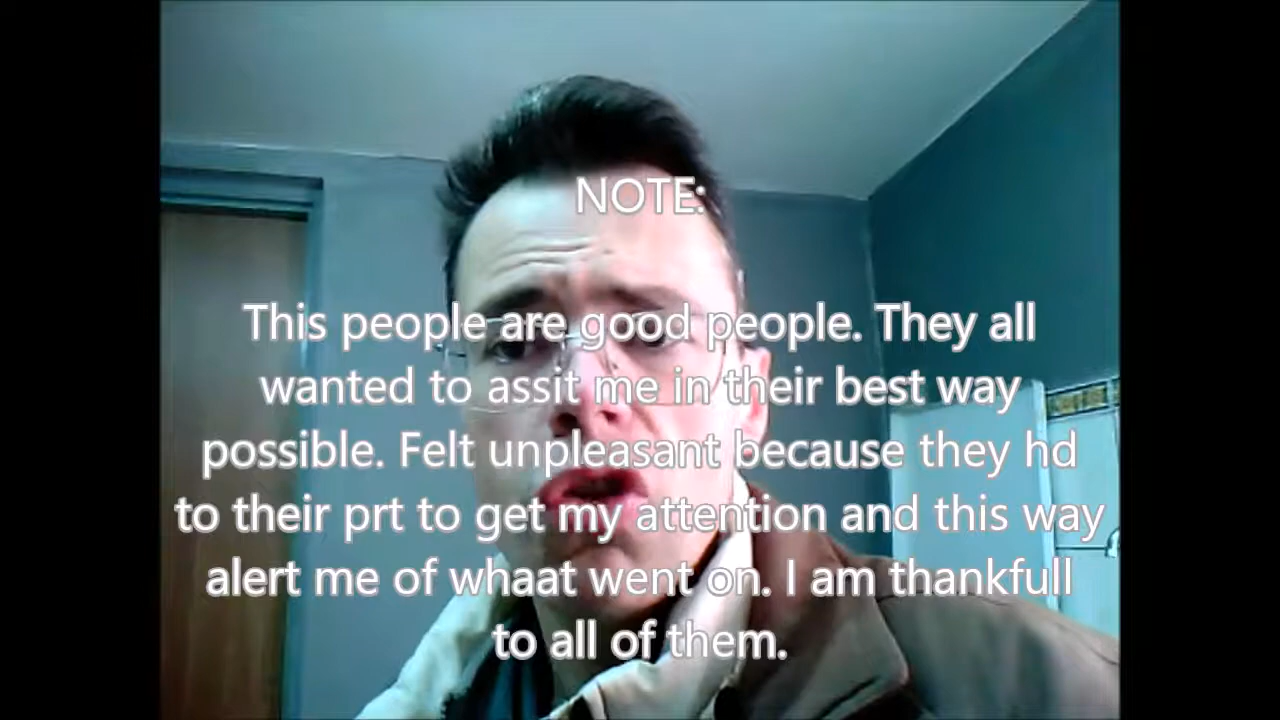 NOTE:
This people are good people. They all
wanted to assit me in their best way
possible. Felt unpleasant because they hd
to their prt to get my attention and this way
alert me of whaat went on. I am thankfull
to all of them.